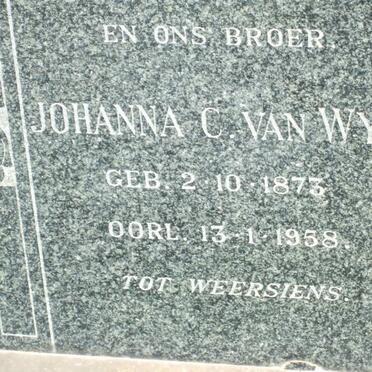 EN ONS BROER.
JOHANNA C. VAN WY
GEB. 2-10-1873
OORL. 13-1-1958.
TOT WEERSIENS.